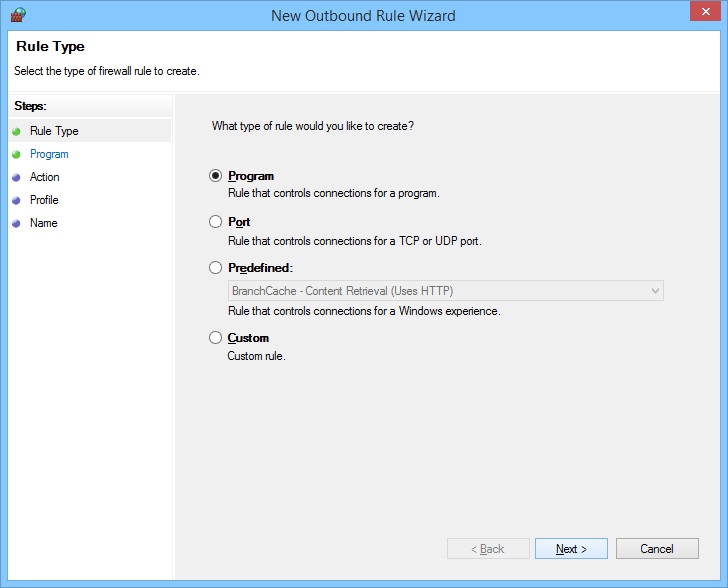 New Outbound Rule Wizard
Rule Type
Select the type of firewall rule to create.
Steps:
Rule Type
Program
Action
Profile
Name
What type of rule would you like to create?
Program
Rule that controls connections for a program.
Port
Rule that controls connections for a TCP or UDP port.
Predefined:
BranchCache - Content Retrieval (Uses HTTP)
Rule that controls connections for a Windows experience.
Custom
Custom rule.
< Back
Next >
Cancel